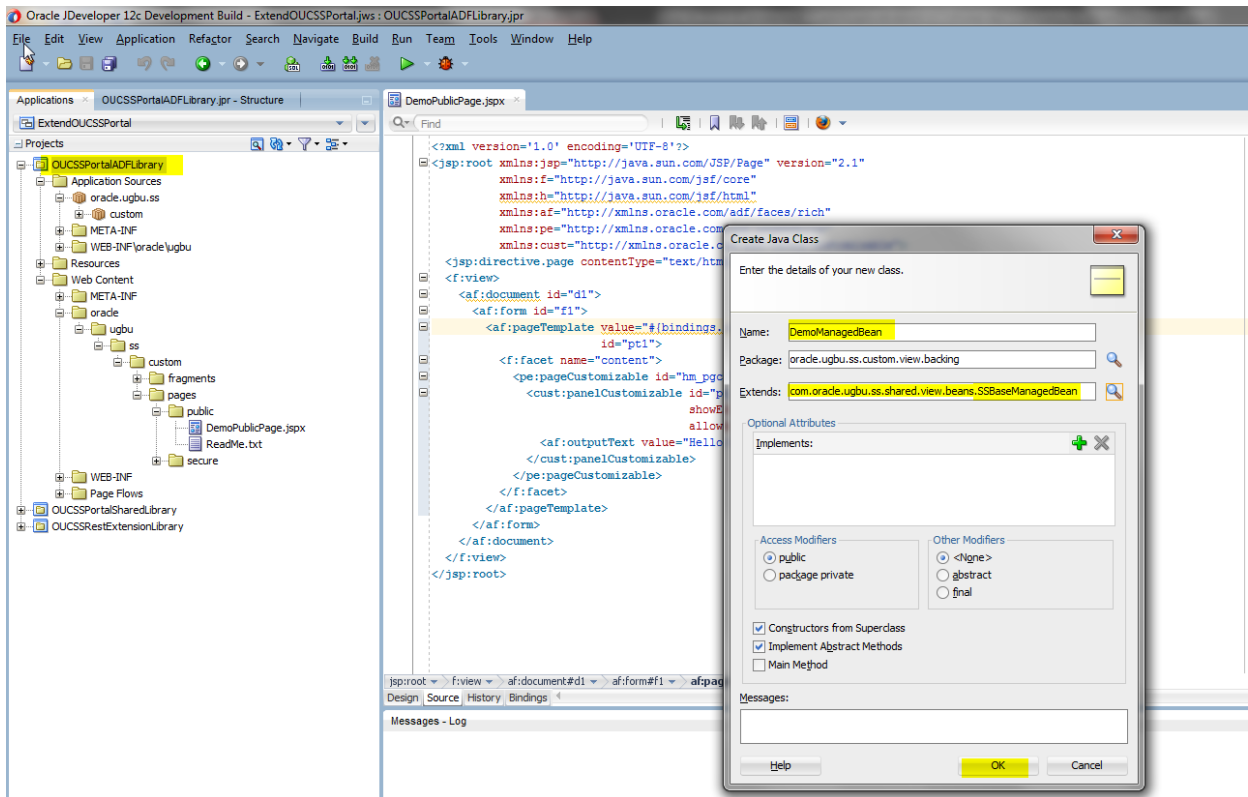 Oracle JDeveloper 12c Development Build - ExtendOUCSSPortal.jws : OUCSSPortalADFLibrary.jpr
File Edit View Application Refactor Search Navigate Build Run Team Tools Window Help
Applications
OUCSSPortalADFLibrary.jpr - Structure
ExtendOUCSSPortal
Projects
OUCSSPortalADFLibrary
Application Sources
oracle.ugbu.ss
custom
META-INF
WEB-INF\oracle\ugbu
Resources
Web Content
META-INF
oracle
ugbu
ss
custom
fragments
pages
public
DemoPublicPage.jspx
ReadMe.txt
secure
WEB-INF
Page Flows
OUCSSPortalSharedLibrary
OUCSSRestExtensionLibrary
DemoPublicPage.jspx
Find
<?xml version='1.0' encoding='UTF-8'?>
<jsp:root xmlns:jsp="http://java.sun.com/JSP/Page" version="2.1"
xmlns:f="http://java.sun.com/jsf/core"
xmlns:h="http://java.sun.com/jsf/html"
xmlns:af="http://xmlns.oracle.com/adf/faces/rich"
xmlns:pe="http://xmlns.oracle.com
xmlns:cust="http://xmlns.oracle.c
<jsp:directive.page contentType="text/htm
<f:view>
<af:document id="d1">
<af:form id="f1">
<af:pageTemplate value="#{bindings.
id="pt1">
<f:facet name="content">
<pe:pageCustomizable id="hm_pgc
<cust:panelCustomizable id="p
showE
allow
<af:outputText value="Hello
</cust:panelCustomizable>
</pe:pageCustomizable>
</f:facet>
</af:pageTemplate>
</af:form>
</af:document>
</f:view>
</jsp:root>
jsp:root f:view af:document#d1 af:form#f1 af:pag
Design Source History Bindings
Messages - Log
Create Java Class
Enter the details of your new class.
Name: DemoManagedBean
Package: oracle.ugbu.ss.custom.view.backing
Extends: com.oracle.ugbu.ss.shared.view.beans.SSBaseManagedBean
Optional Attributes
Implements:
Access Modifiers
public
package private
Other Modifiers
<None>
abstract
final
Constructors from Superclass
Implement Abstract Methods
Main Method
Messages:
Help OK Cancel